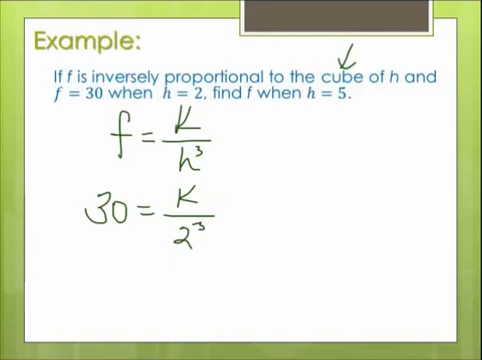 Example:
If f is inversely proportional to the cube of h and
f = 30 when h = 2, find f when h = 5.
f = K/h³
30 = K/2³